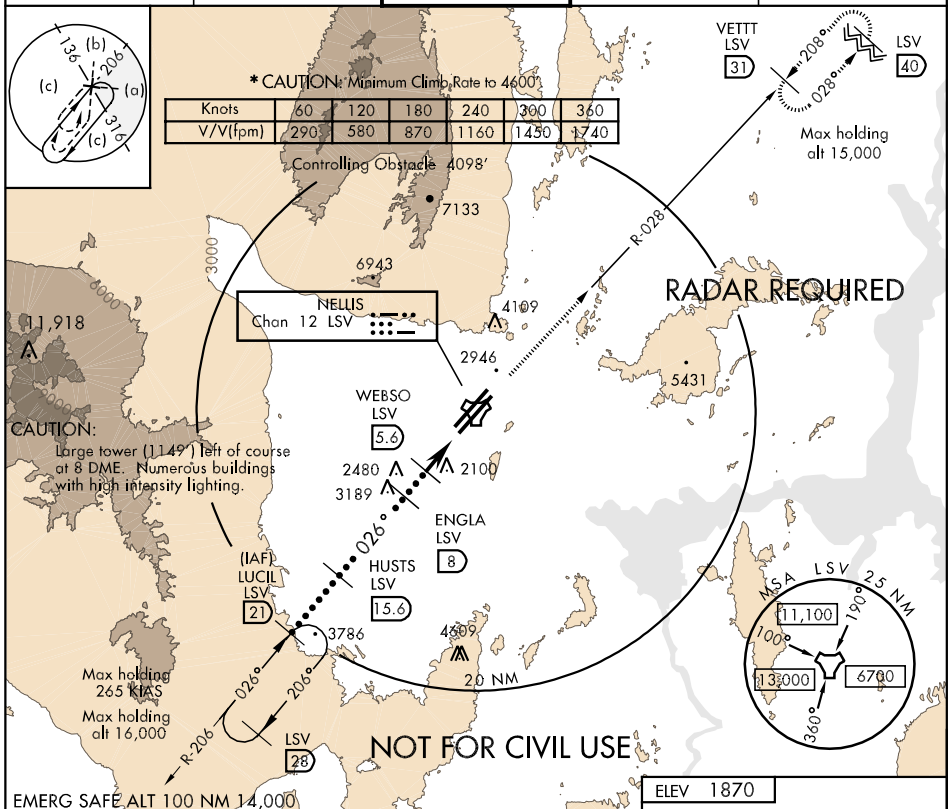 136
(b)
206
(c)
(a)
316
(c)
* CAUTION: Minimum Climb Rate to 4600'
Knots 60 120 180 240 300 360
V/V(fpm) 290 580 870 1160 1450 1740
Controlling Obstacle 4098'
VETTT
LSV
31
208°
028°
LSV
40
Max holding
alt 15,000
7133
R-028
3000
6943
RADAR REQUIRED
NELLIS
Chan 12 LSV
4109
11,918
2946
5431
WEBSO
LSV
5.6
CAUTION:
Large tower (1149') left of course
at 8 DME. Numerous buildings
with high intensity lighting.
2480
2100
3189
026°
ENGLA
LSV
8
(IAF)
LUCIL
LSV
21
HUSTS
LSV
15.6
3786
4609
20 NM
MSA LSV 25 NM
11,100
190°
100°
13,000
6700
360°
Max holding
265 KIAS
Max holding
alt 16,000
026°
206°
R-206
LSV
28
NOT FOR CIVIL USE
EMERG SAFE ALT 100 NM 14,000
ELEV 1870